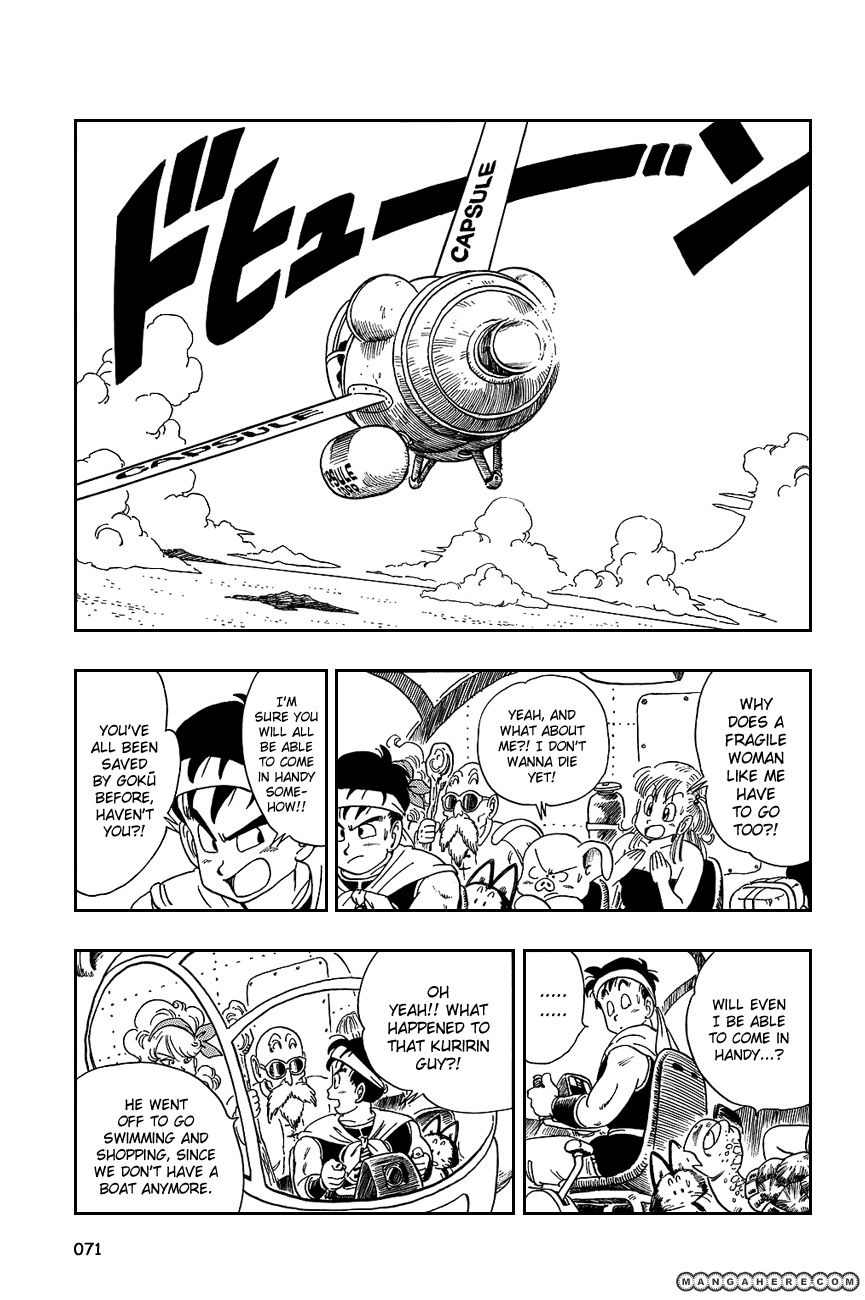 ドヒューーン
CAPSULE
CAPSULE
PSULE
WHY
DOES A
FRAGILE
WOMAN
LIKE ME
HAVE
TO GO
TOO?!
YEAH, AND
WHAT ABOUT
ME?! I DON'T
WANNA DIE
YET!
I'M
SURE YOU
WILL ALL
BE ABLE
TO COME
IN HANDY
SOME-
HOW!!
YOU'VE
ALL BEEN
SAVED
BY GOKŪ
BEFORE,
HAVEN'T
YOU?!
WILL EVEN
I BE ABLE
TO COME IN
HANDY...?
.....
.....
OH
YEAH!! WHAT
HAPPENED TO
THAT KURIRIN
GUY?!
HE WENT
OFF TO GO
SWIMMING AND
SHOPPING, SINCE
WE DON'T HAVE A
BOAT ANYMORE.
071
MANGAHERE.COM